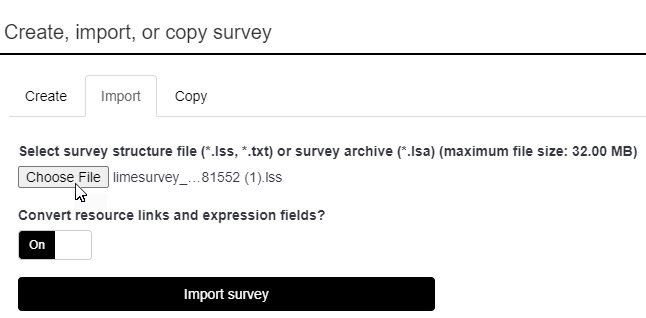 Create, import, or copy survey
Create Import Copy
Select survey structure file (*.lss, *.txt) or survey archive (*.lsa) (maximum file size: 32.00 MB)
Choose File limesurvey_...81552 (1).lss
Convert resource links and expression fields?
On
Import survey